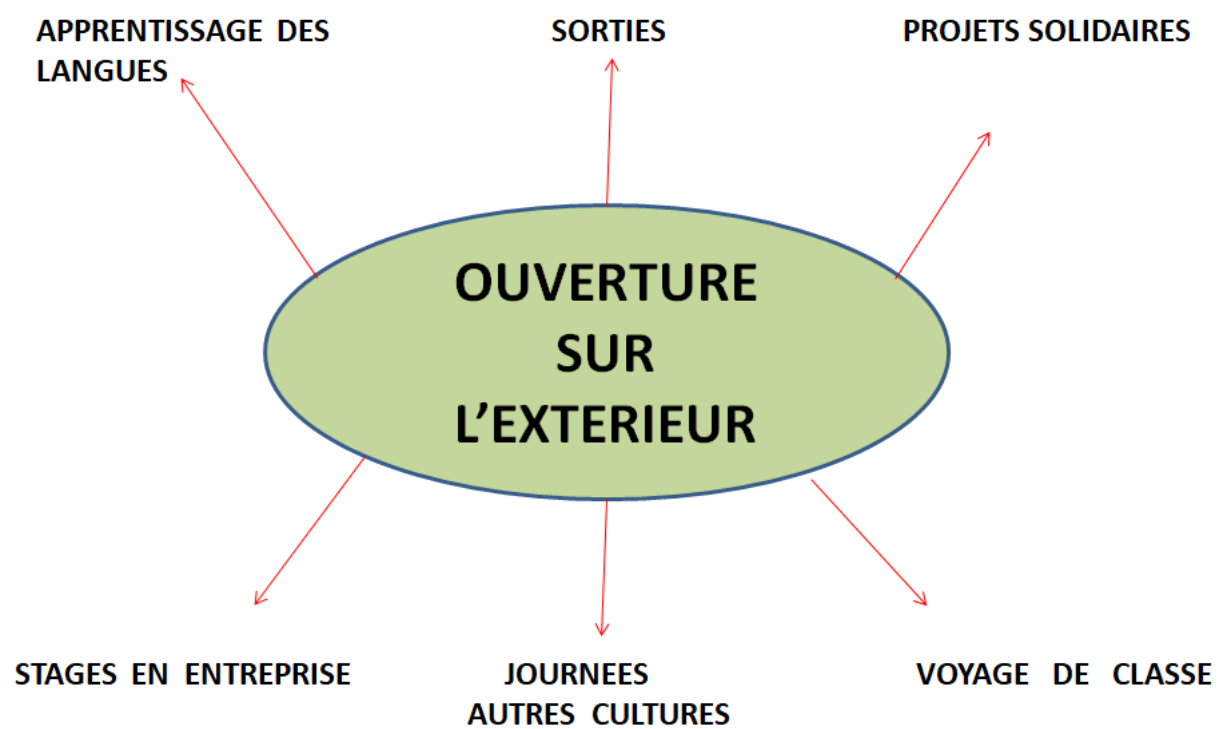 APPRENTISSAGE DES
LANGUES
SORTIES
PROJETS SOLIDAIRES
OUVERTURE
SUR
L’EXTERIEUR
STAGES EN ENTREPRISE
JOURNEES
AUTRES CULTURES
VOYAGE DE CLASSE